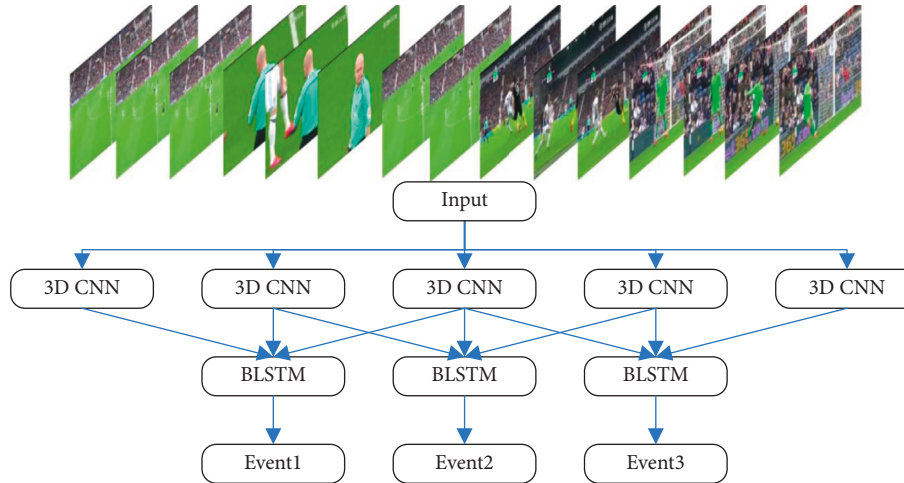 Input
3D CNN 3D CNN 3D CNN 3D CNN 3D CNN
BLSTM BLSTM BLSTM
Event1 Event2 Event3